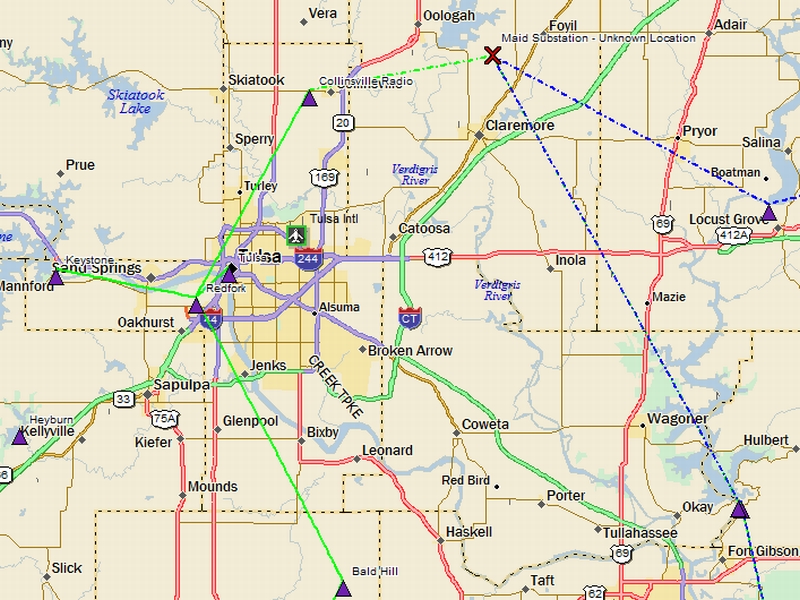 Vera
Oologah
Foyil
Adair
Maid Substation - Unknown Location
Skiatook
Collinsville Radio
Skiatook
Lake
20
Claremore
Pryor
Sperry
Salina
Prue
169
Verdigris
River
Boatman
Turley
Tulsa Intl
Catoosa
69
Locust Grove
412A
Tulsa
Tulsa
244
412
Keystone
Sand Springs
Inola
Mannford
Redfork
Verdigris
River
Mazie
44
Alsuma
CT
Oakhurst
Broken Arrow
Jenks
CREEK TPKE
Sapulpa
33
75A
Heyburn
Kellyville
Glenpool
Wagoner
Kiefer
Bixby
Coweta
Hulbert
Leonard
Mounds
Red Bird
Porter
Okay
Haskell
Tullahassee
69
Fort Gibson
Slick
Bald Hill
Taft
62